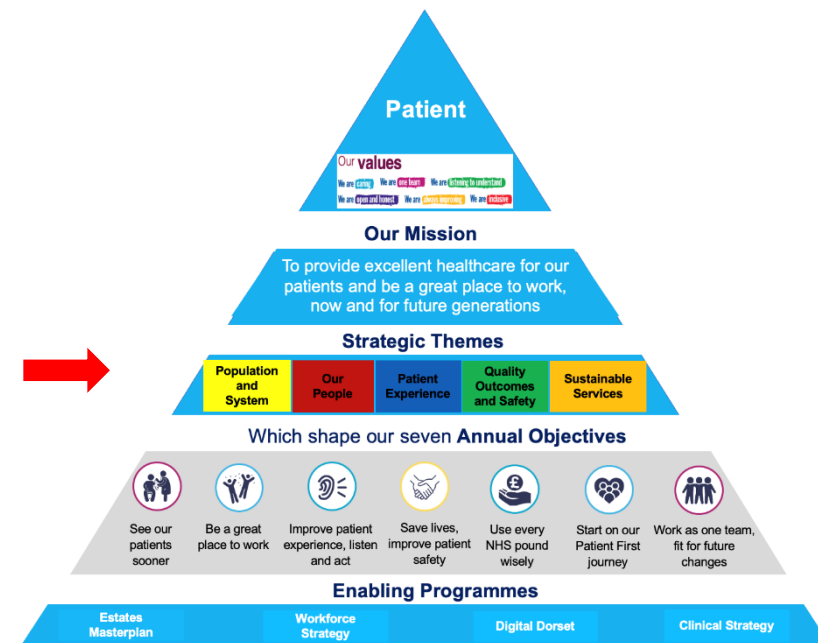 Patient
Our values
We are caring We are one team We are listening to understand
We are open and honest We are always improving We are inclusive
Our Mission
To provide excellent healthcare for our
patients and be a great place to work,
now and for future generations
Strategic Themes
Population
and
System
Our
People
Patient
Experience
Quality
Outcomes
and Safety
Sustainable
Services
Which shape our seven Annual Objectives
See our
patients
sooner
Be a great
place to work
Improve patient
experience, listen
and act
Save lives,
improve patient
safety
£
Use every
NHS pound
wisely
Start on our
Patient First
journey
Work as one team,
fit for future
changes
Enabling Programmes
Estates
Masterplan
Workforce
Strategy
Digital Dorset
Clinical Strategy